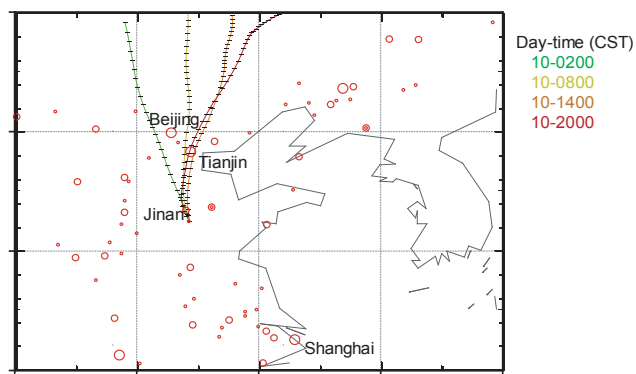 Day-time (CST)
10-0200
10-0800
10-1400
10-2000
Beijing
Tianjin
Jinan
Shanghai